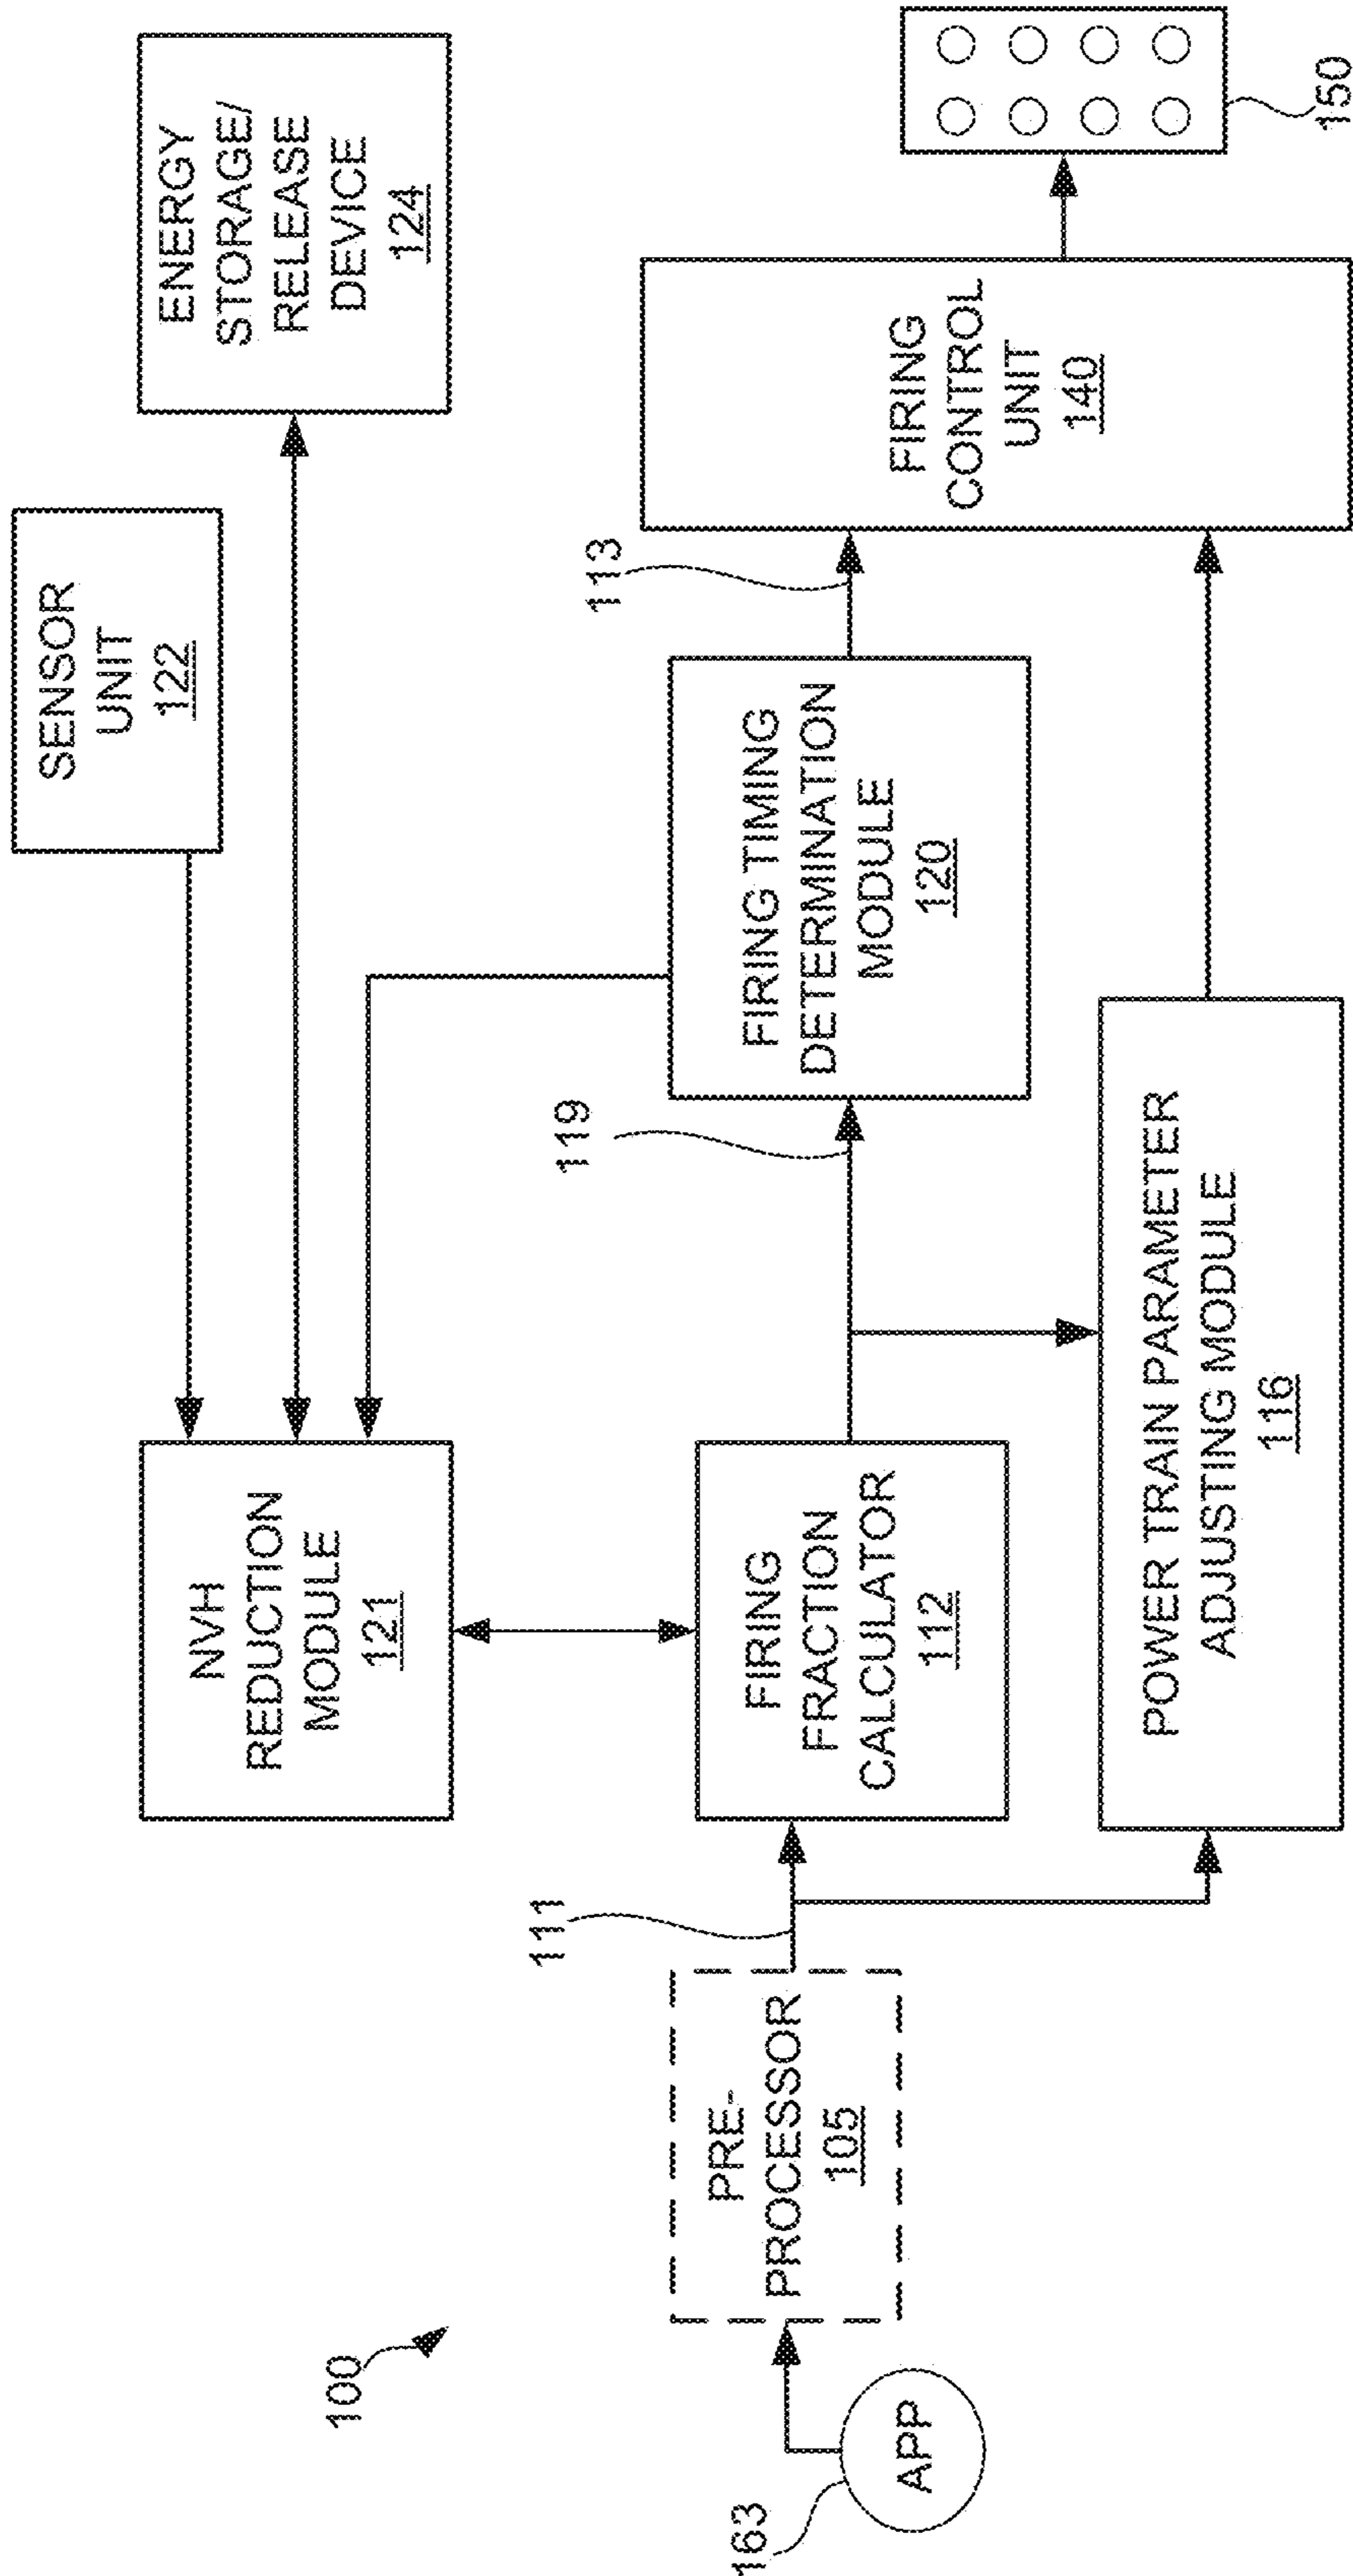 100
163
APP
PRE-
PROCESSOR
105
111
NVH
REDUCTION
MODULE
121
FIRING
FRACTION
CALCULATOR
112
POWER TRAIN PARAMETER
ADJUSTING MODULE
116
119
FIRING TIMING
DETERMINATION
MODULE
120
113
SENSOR
UNIT
122
ENERGY
STORAGE/
RELEASE
DEVICE
124
FIRING
CONTROL
UNIT
140
150